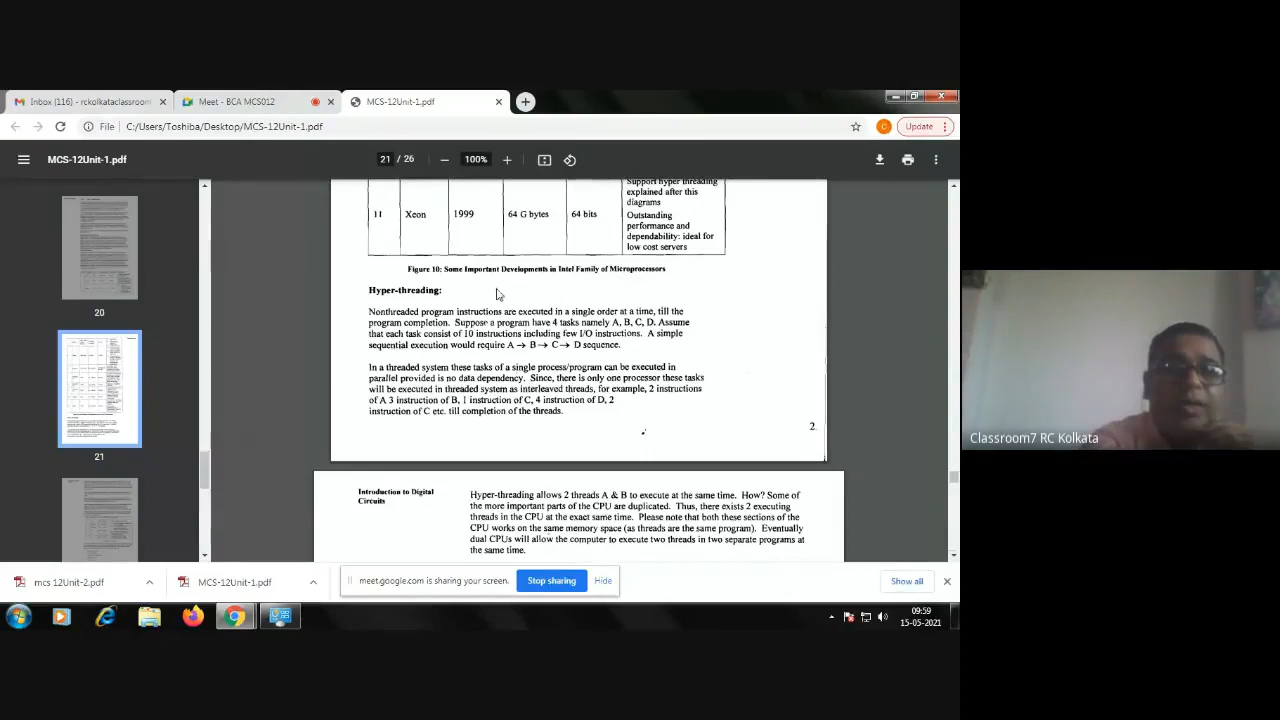 Inbox (116) - rckolkataclassroom
Meet - BCA MCS012
MCS-12Unit-1.pdf
File
C:/Users/Toshiba/Desktop/MCS-12Unit-1.pdf
Update
MCS-12Unit-1.pdf
21 / 26
100%
20
21
Support hyper threading
explained after this
diagrams
11 Xeon 1999 64 G bytes 64 bits Outstanding
performance and
dependability: ideal for
low cost servers
Figure 10: Some Important Developments in Intel Family of Microprocessors
Hyper-threading:
Nonthreaded program instructions are executed in a single order at a time, till the
program completion. Suppose a program have 4 tasks namely A, B, C, D. Assume
that each task consist of 10 instructions including few I/O instructions. A simple
sequential execution would require A → B → C → D sequence.
In a threaded system these tasks of a single process/program can be executed in
parallel provided is no data dependency. Since, there is only one processor these tasks
will be executed in threaded system as interleaved threads, for example, 2 instructions
of A 3 instruction of B, 1 instruction of C, 4 instruction of D, 2
instruction of C etc. till completion of the threads.
2
Introduction to Digital
Circuits
Hyper-threading allows 2 threads A & B to execute at the same time. How? Some of
the more important parts of the CPU are duplicated. Thus, there exists 2 executing
threads in the CPU at the exact same time. Please note that both these sections of the
CPU works on the same memory space (as threads are the same program). Eventually
dual CPUs will allow the computer to execute two threads in two separate programs at
the same time.
mcs 12Unit-2.pdf
MCS-12Unit-1.pdf
meet.google.com is sharing your screen.
Stop sharing
Hide
Show all
09:59
15-05-2021
Classroom7 RC Kolkata